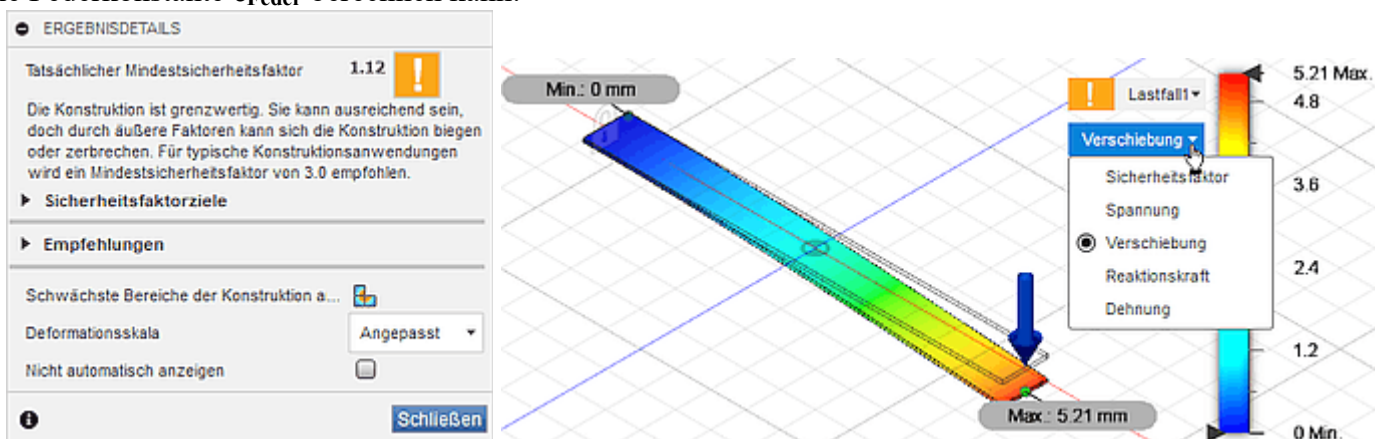 ERGEBNISDETAILS
Tatsächlicher Mindestsicherheitsfaktor 1.12
Die Konstruktion ist grenzwertig. Sie kann ausreichend sein,
doch durch äußere Faktoren kann sich die Konstruktion biegen
oder zerbrechen. Für typische Konstruktionsanwendungen
wird ein Mindestsicherheitsfaktor von 3.0 empfohlen.
Sicherheitsfaktorziele
Empfehlungen
Schwächste Bereiche der Konstruktion a...
Deformationsskala Angepasst
Nicht automatisch anzeigen
Schließen
Min.: 0 mm
Max.: 5.21 mm
Lastfall1
Verschiebung
Sicherheitsfaktor
Spannung
Verschiebung
Reaktionskraft
Dehnung
5.21 Max.
4.8
3.6
2.4
1.2
0 Min.